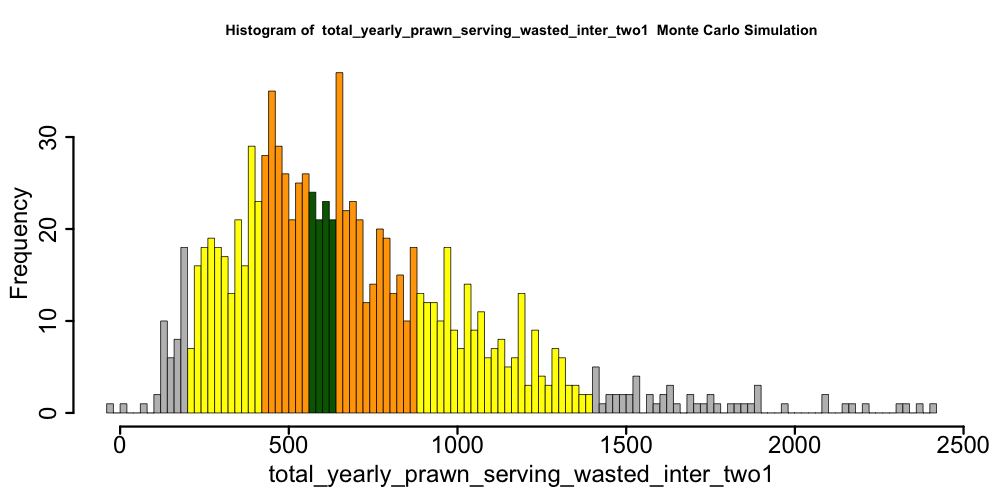 Histogram of  total_yearly_prawn_serving_wasted_inter_two1  Monte Carlo Simulation
Frequency
30
20
10
0
0 500 1000 1500 2000 2500
total_yearly_prawn_serving_wasted_inter_two1